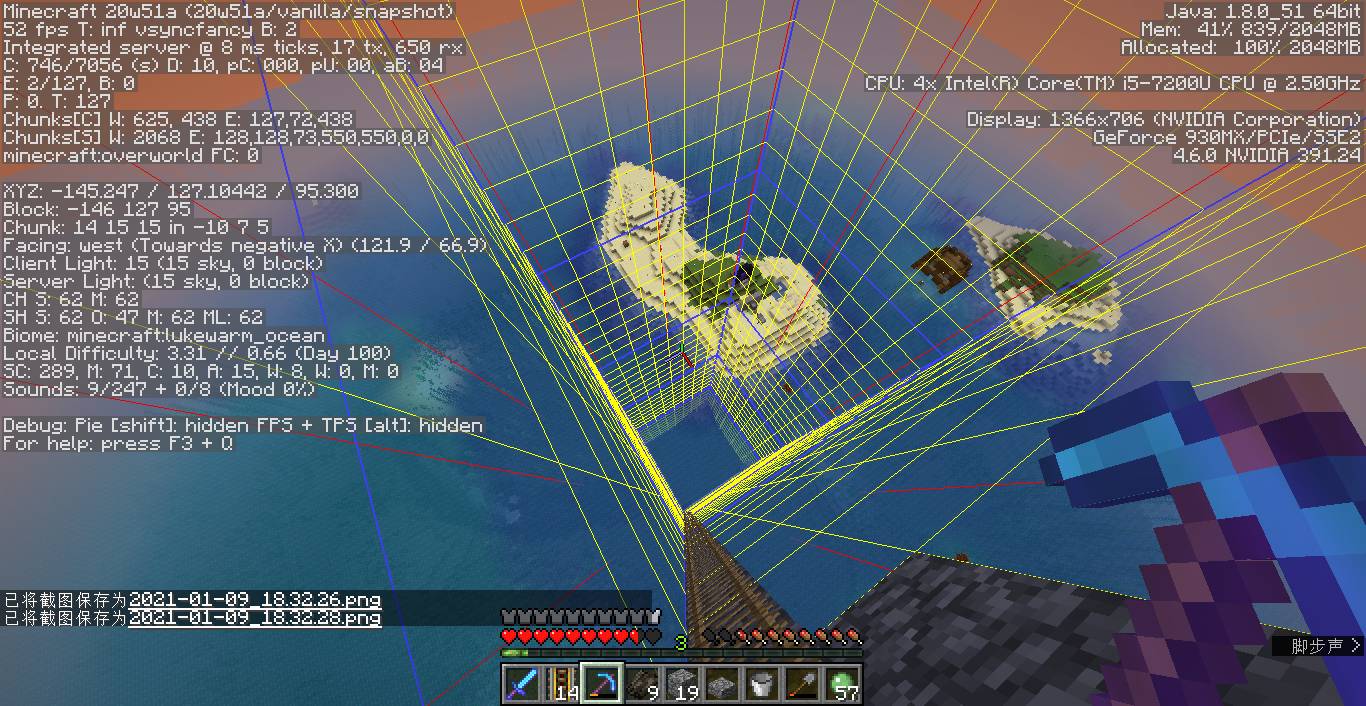 Minecraft 20w51a (20w51a/vanilla/snapshot)
52 fps T: inf vsyncfancy B: 2
Integrated server @ 8 ms ticks, 17 tx, 650 rx
C: 746/7056 (s) D: 10, pC: 000, pU: 00, aB: 04
E: 2/127, B: 0
P: 0. T: 127
Chunks[C] W: 625, 438 E: 127,72,438
Chunks[S] W: 2068 E: 128,128,73,550,550,0,0
minecraft:overworld FC: 0
XYZ: -145.247 / 127.10442 / 95.300
Block: -146 127 95
Chunk: 14 15 15 in -10 7 5
Facing: west (Towards negative X) (121.9 / 66.9)
Client Light: 15 (15 sky, 0 block)
Server Light: (15 sky, 0 block)
CH S: 62 M: 62
SH S: 62 O: 47 M: 62 ML: 62
Biome: minecraft:lukewarm_ocean
Local Difficulty: 3.31 // 0.66 (Day 100)
SC: 289, M: 71, C: 10, A: 15, W: 8, W: 0, M: 0
Sounds: 9/247 + 0/8 (Mood 0%)
Debug: Pie [shift]: hidden FPS + TPS [alt]: hidden
For help: press F3 + Q
Java: 1.8.0_51 64bit
Mem: 41% 839/2048MB
Allocated: 100% 2048MB
CPU: 4x Intel(R) Core(TM) i5-7200U CPU @ 2.50GHz
Display: 1366x706 (NVIDIA Corporation)
GeForce 930MX/PCIe/SSE2
4.6.0 NVIDIA 391.24
已将截图保存为2021-01-09_18.32.26.png
已将截图保存为2021-01-09_18.32.28.png
脚步声 >
3
14 9 19 57